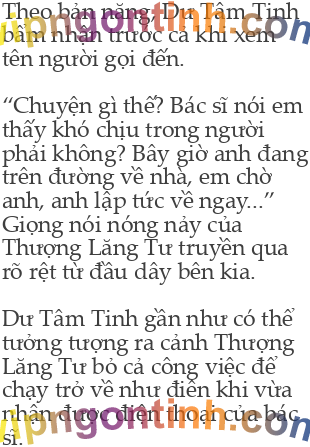 Theo bản năng, Dư Tâm Tinh
bấm nhận trước cả khi xem
tên người gọi đến.
“Chuyện gì thế? Bác sĩ nói em
thấy khó chịu trong người
phải không? Bây giờ anh đang
trên đường về nhà, em chờ
anh, anh lập tức về ngay...”
Giọng nói nóng nảy của
Thượng Lăng Tư truyền qua
rõ rệt từ đầu dây bên kia.
Dư Tâm Tinh gần như có thể
tưởng tượng ra cảnh Thượng
Lăng Tư bỏ cả công việc để
chạy trở về như điên khi vừa
nhận được điện thoại của bác
sĩ.
vipngontinh.com
vipngontinh.com